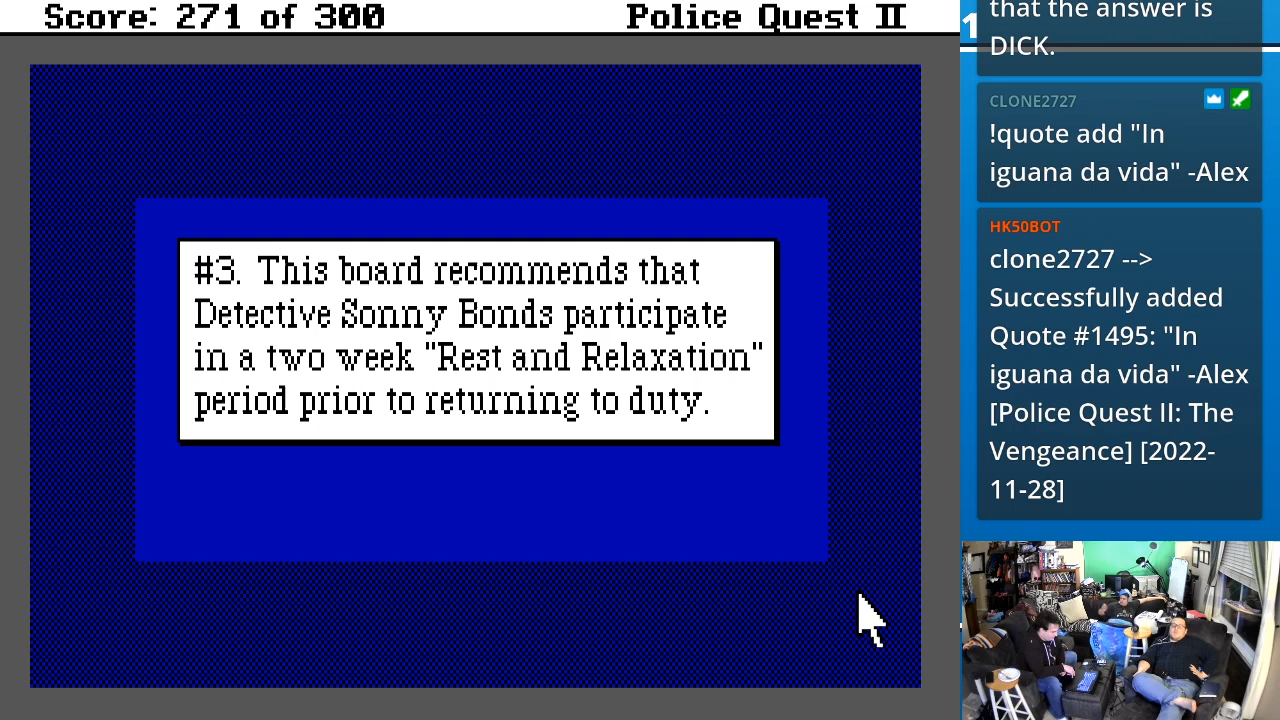 Score: 271 of 300
Police Quest II
#3. This board recommends that
Detective Sonny Bonds participate
in a two week "Rest and Relaxation"
period prior to returning to duty.
1
that the answer is
DICK.
CLONE2727
!quote add "In
iguana da vida" -Alex
HK50BOT
clone2727 -->
Successfully added
Quote #1495: "In
iguana da vida" -Alex
[Police Quest II: The
Vengeance] [2022-
11-28]